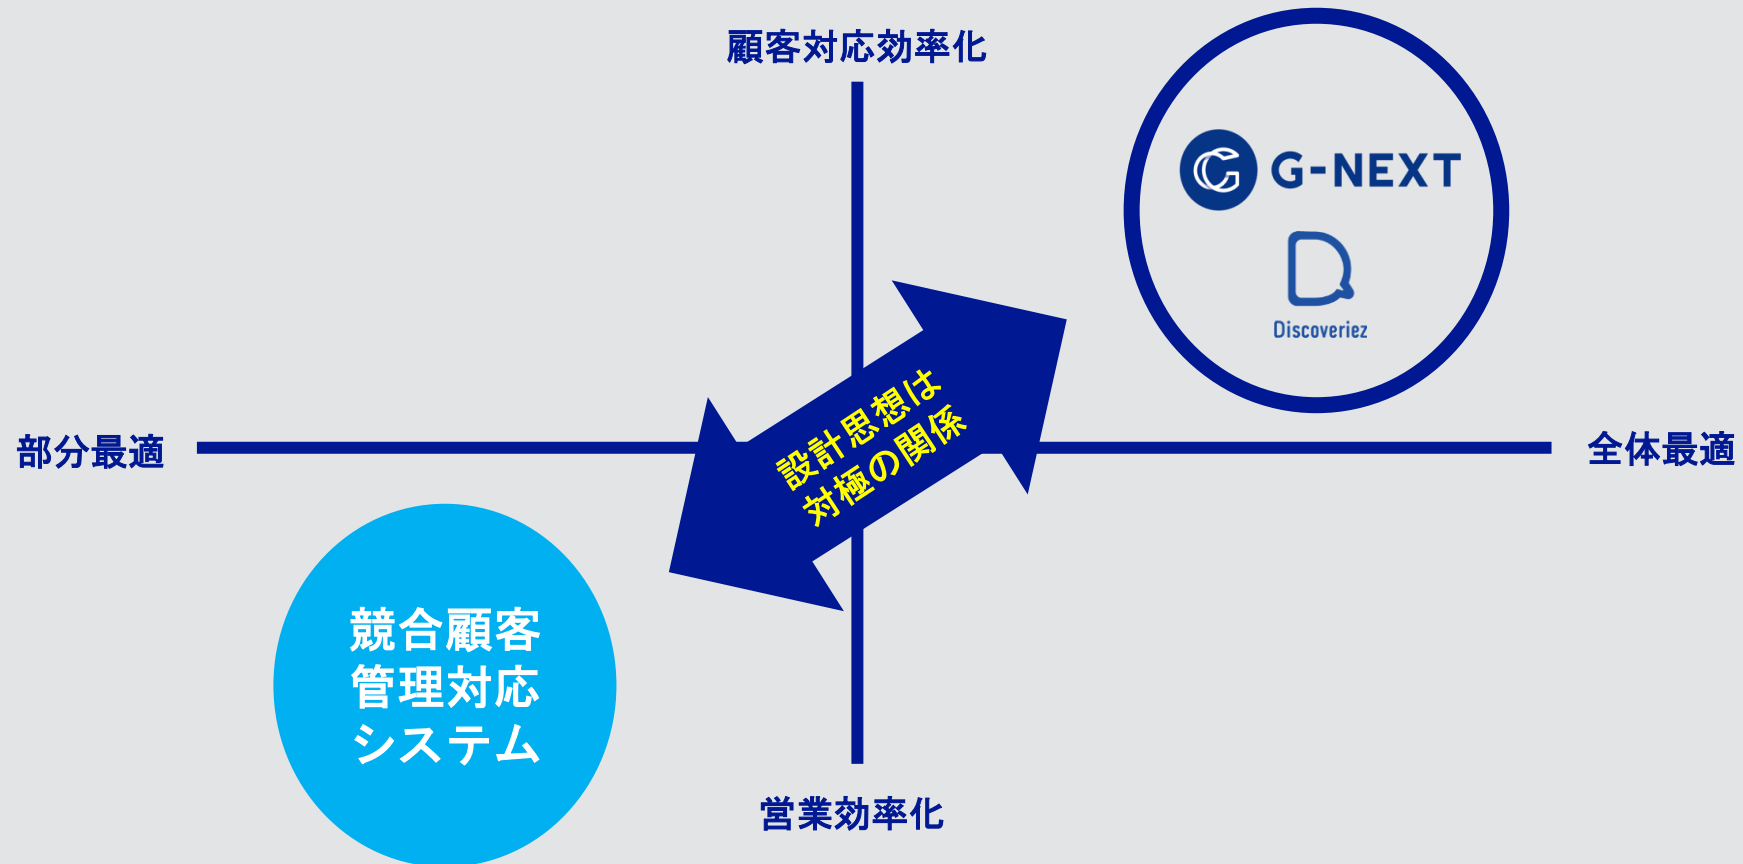 顧客対応効率化
G-NEXT
Discoveriez
設計思想は
対極の関係
部分最適
全体最適
競合顧客
管理対応
システム
営業効率化